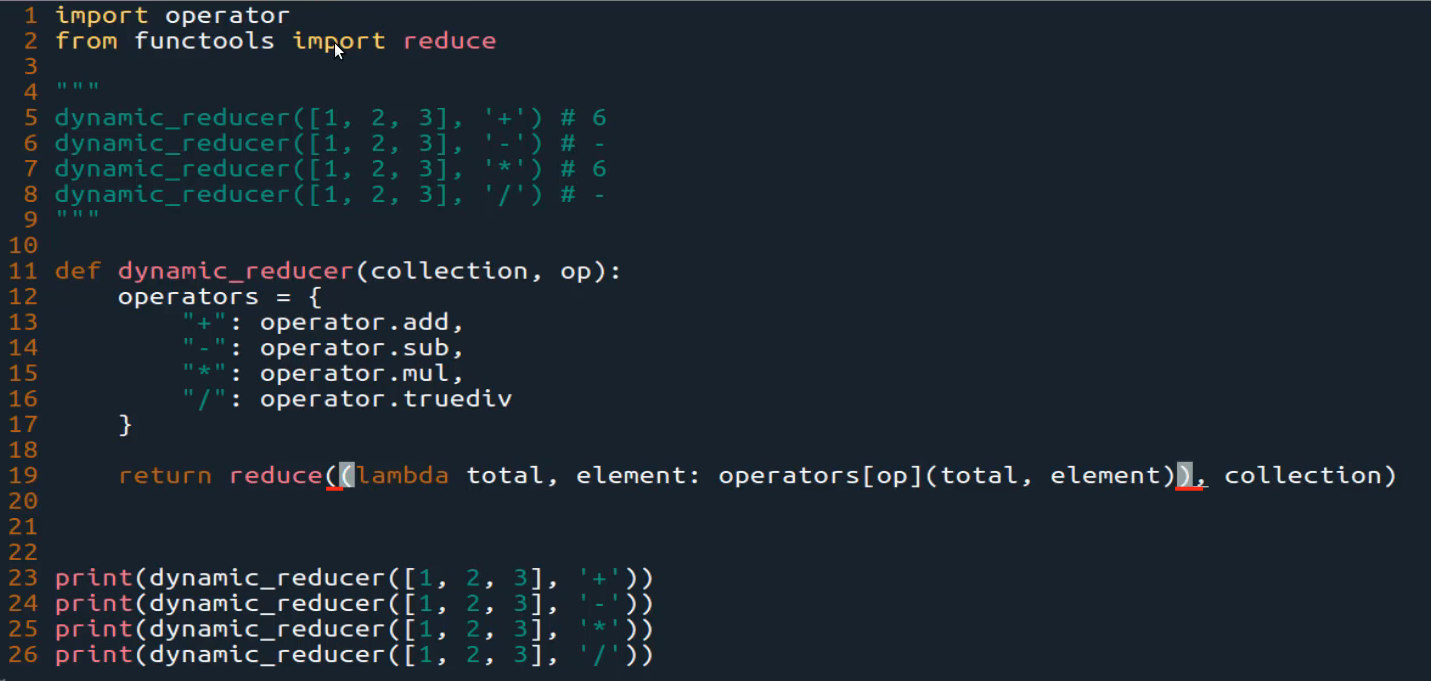 1 import operator
2 from functools import reduce
3
4 """
5 dynamic_reducer([1, 2, 3], '+') # 6
6 dynamic_reducer([1, 2, 3], '-') # -
7 dynamic_reducer([1, 2, 3], '*') # 6
8 dynamic_reducer([1, 2, 3], '/') # -
9 """
10
11 def dynamic_reducer(collection, op):
12     operators = {
13         "+": operator.add,
14         "-": operator.sub,
15         "*": operator.mul,
16         "/": operator.truediv
17     }
18
19     return reduce((lambda total, element: operators[op](total, element)), collection)
20
21
22
23 print(dynamic_reducer([1, 2, 3], '+'))
24 print(dynamic_reducer([1, 2, 3], '-'))
25 print(dynamic_reducer([1, 2, 3], '*'))
26 print(dynamic_reducer([1, 2, 3], '/'))